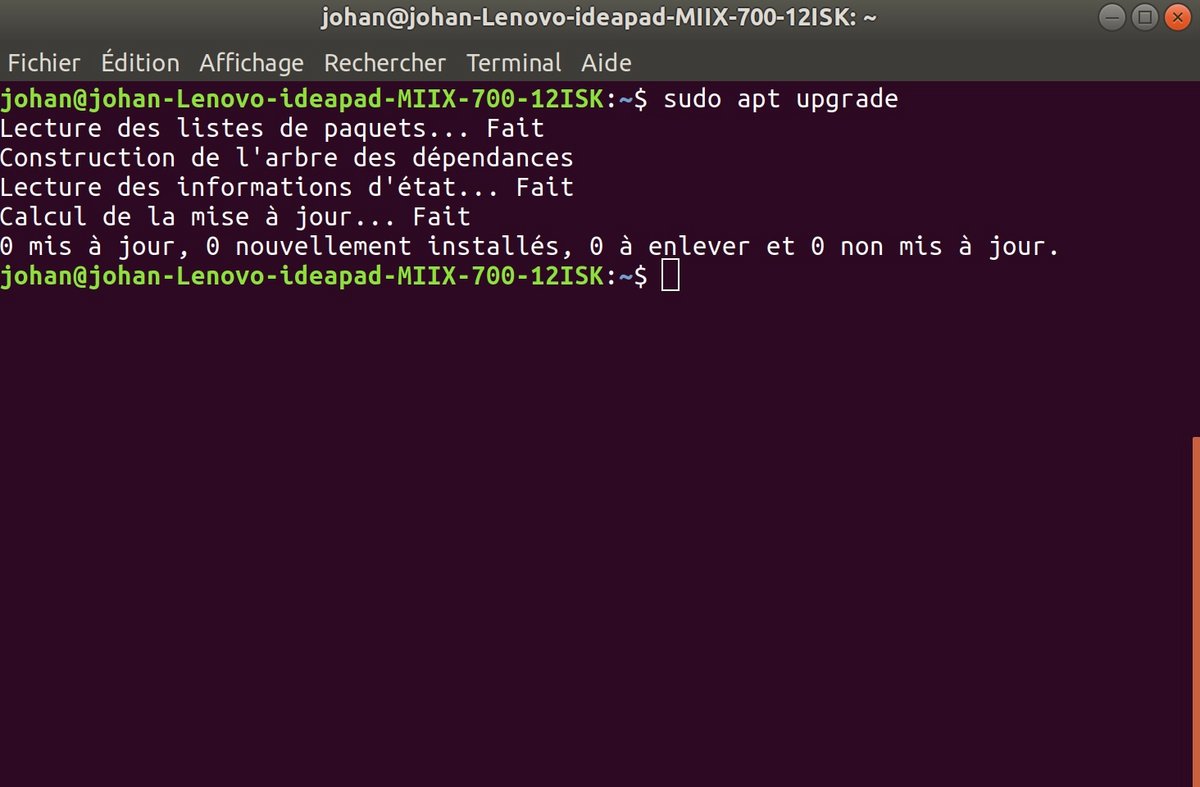 johan@johan-Lenovo-ideapad-MIIX-700-12ISK: ~
Fichier Édition Affichage Rechercher Terminal Aide
johan@johan-Lenovo-ideapad-MIIX-700-12ISK:~$ sudo apt upgrade
Lecture des listes de paquets... Fait
Construction de l'arbre des dépendances
Lecture des informations d'état... Fait
Calcul de la mise à jour... Fait
0 mis à jour, 0 nouvellement installés, 0 à enlever et 0 non mis à jour.
johan@johan-Lenovo-ideapad-MIIX-700-12ISK:~$